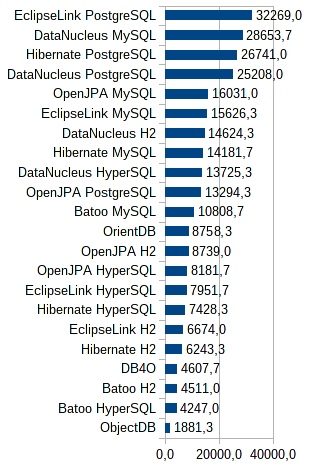 EclipseLink PostgreSQL 32269,0
DataNucleus MySQL 28653,7
Hibernate PostgreSQL 26741,0
DataNucleus PostgreSQL 25208,0
OpenJPA MySQL 16031,0
EclipseLink MySQL 15626,3
DataNucleus H2 14624,3
Hibernate MySQL 14181,7
DataNucleus HyperSQL 13725,3
OpenJPA PostgreSQL 13294,3
Batoo MySQL 10808,7
OrientDB 8758,3
OpenJPA H2 8739,0
OpenJPA HyperSQL 8181,7
EclipseLink HyperSQL 7951,7
Hibernate HyperSQL 7428,3
EclipseLink H2 6674,0
Hibernate H2 6243,3
DB4O 4607,7
Batoo H2 4511,0
Batoo HyperSQL 4247,0
ObjectDB 1881,3
0,0 20000,0 40000,0